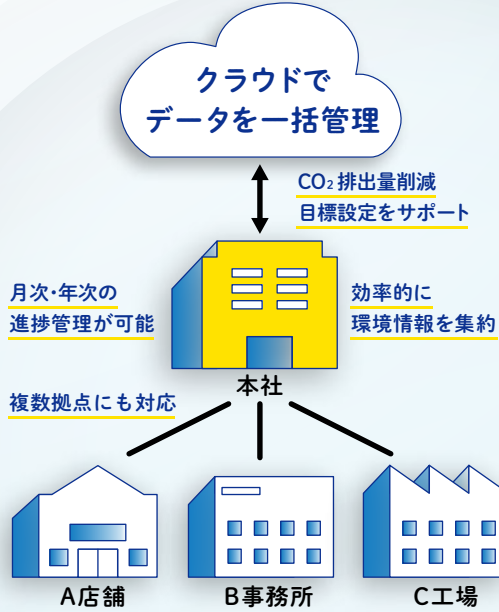 クラウドで
データを一括管理
CO₂排出量削減
目標設定をサポート
月次・年次の
進捗管理が可能
効率的に
環境情報を集約
本社
複数拠点にも対応
A店舗
B事務所
C工場